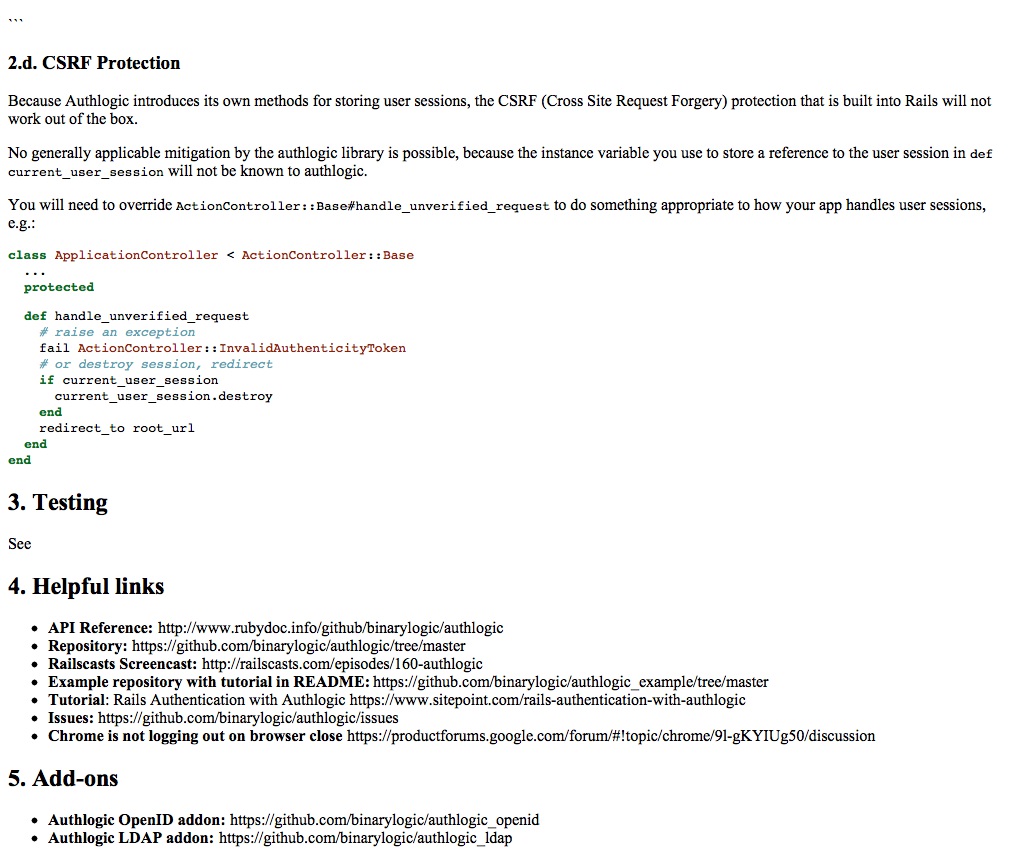 ```
2.d. CSRF Protection
Because Authlogic introduces its own methods for storing user sessions, the CSRF (Cross Site Request Forgery) protection that is built into Rails will not
work out of the box.
No generally applicable mitigation by the authlogic library is possible, because the instance variable you use to store a reference to the user session in def
current_user_session will not be known to authlogic.
You will need to override ActionController::Base#handle_unverified_request to do something appropriate to how your app handles user sessions,
e.g.:
class ApplicationController < ActionController::Base
  ...
  protected
  def handle_unverified_request
    # raise an exception
    fail ActionController::InvalidAuthenticityToken
    # or destroy session, redirect
    if current_user_session
      current_user_session.destroy
    end
    redirect_to root_url
  end
end
3. Testing
See
4. Helpful links
• API Reference: http://www.rubydoc.info/github/binarylogic/authlogic
• Repository: https://github.com/binarylogic/authlogic/tree/master
• Railscasts Screencast: http://railscasts.com/episodes/160-authlogic
• Example repository with tutorial in README: https://github.com/binarylogic/authlogic_example/tree/master
• Tutorial: Rails Authentication with Authlogic https://www.sitepoint.com/rails-authentication-with-authlogic
• Issues: https://github.com/binarylogic/authlogic/issues
• Chrome is not logging out on browser close https://productforums.google.com/forum/#!topic/chrome/9l-gKYIUg50/discussion
5. Add-ons
• Authlogic OpenID addon: https://github.com/binarylogic/authlogic_openid
• Authlogic LDAP addon: https://github.com/binarylogic/authlogic_ldap